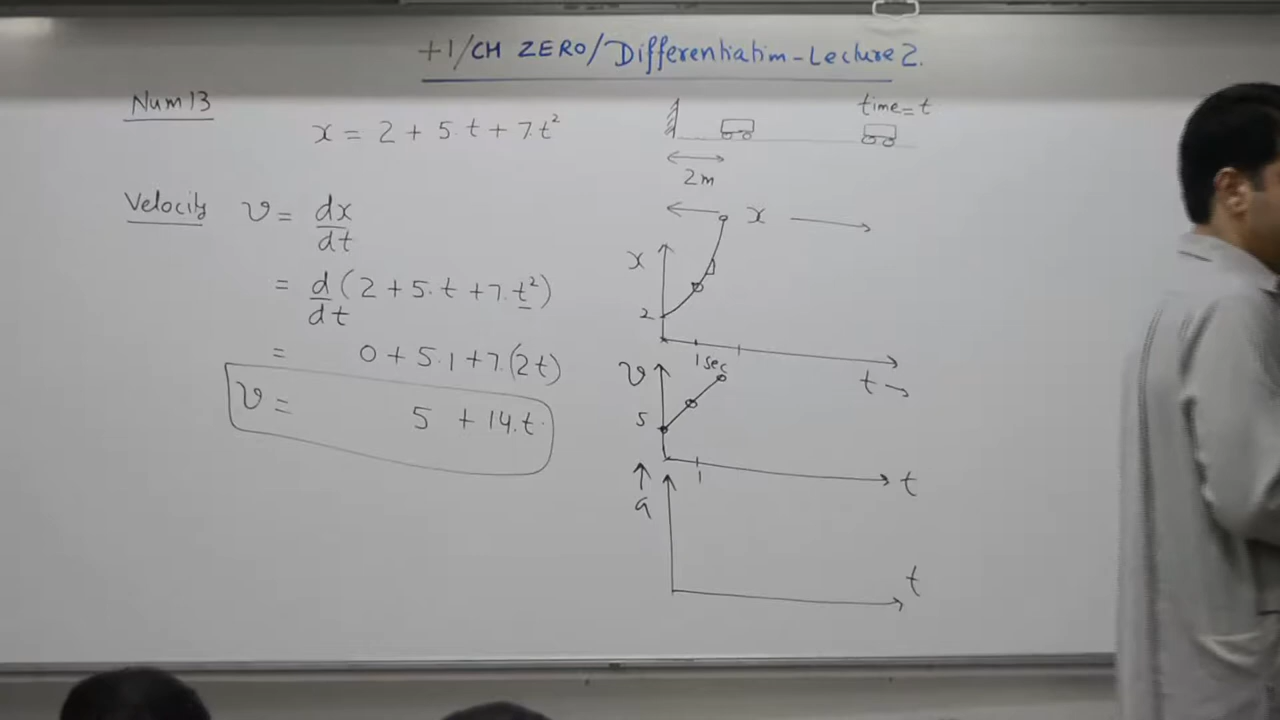 +1/CH ZERO/Differentiation-Lecture 2.
Num 13
x = 2 + 5.t + 7.t²
Velocity v = dx/dt
= d/dt (2 + 5.t + 7.t²)
= 0 + 5.1 + 7.(2t)
v = 5 + 14.t
time = t
2m
x
x
2
1 sec
t
v
5
1
t
a
t